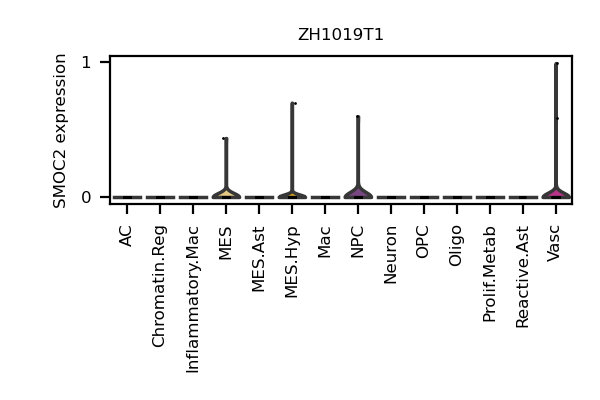 ZH1019T1
SMOC2 expression
1
0
AC
Chromatin.Reg
Inflammatory.Mac
MES
MES.Ast
MES.Hyp
Mac
NPC
Neuron
OPC
Oligo
Prolif.Metab
Reactive.Ast
Vasc